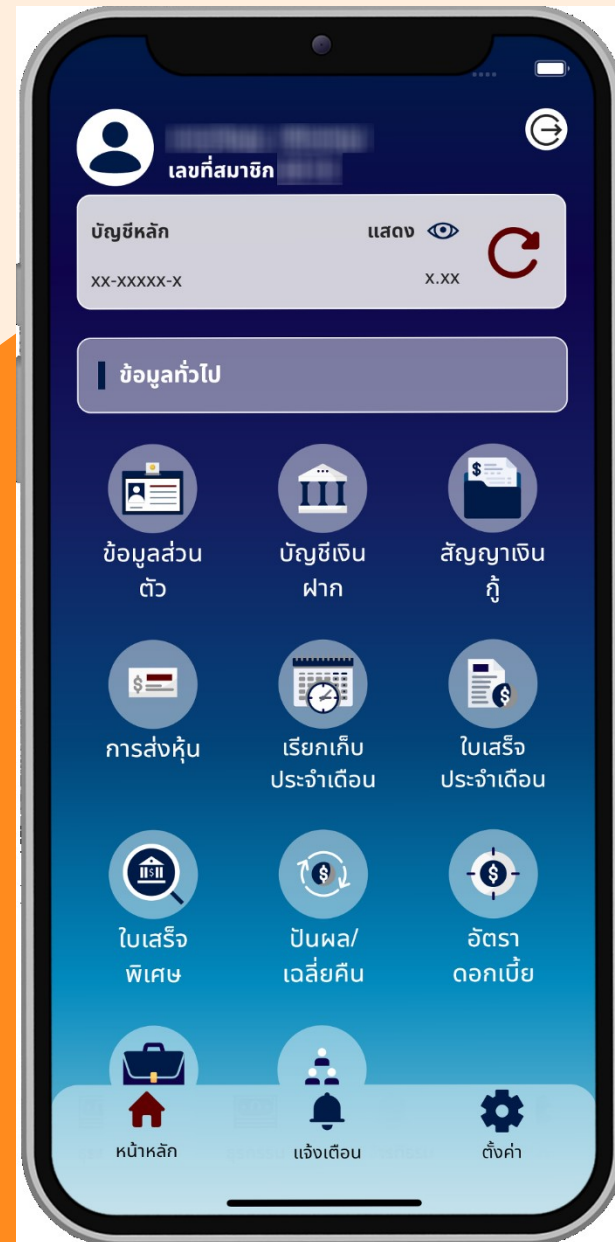 เลขที่สมาชิก
บัญชีหลัก แสดง
xx-xxxxx-x x.xx
ข้อมูลทั่วไป
ข้อมูลส่วน
ตัว
บัญชีเงิน
ฝาก
สัญญาเงิน
กู้
การส่งหุ้น
เรียกเก็บ
ประจำเดือน
ใบเสร็จ
ประจำเดือน
ใบเสร็จ
พิเศษ
ปันผล/
เฉลี่ยคืน
อัตรา
ดอกเบี้ย
หน้าหลัก
แจ้งเตือน
ตั้งค่า